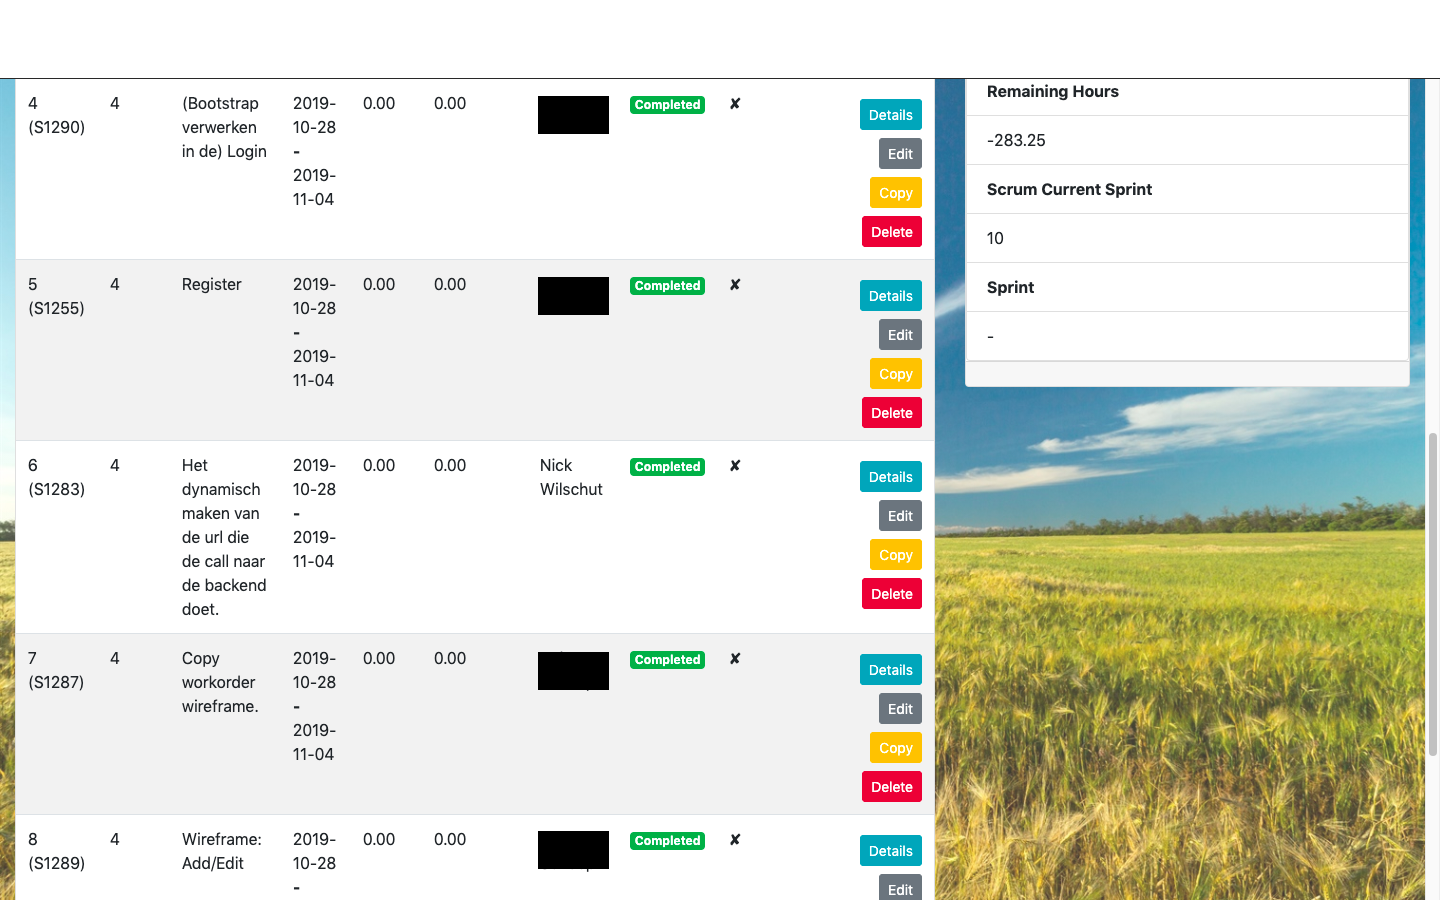 4
(S1290)
4
(Bootstrap
verwerken
in de) Login
2019-
10-28
-
2019-
11-04
0.00
0.00
Completed
✘
Details
Edit
Copy
Delete
5
(S1255)
4
Register
2019-
10-28
-
2019-
11-04
0.00
0.00
Completed
✘
Details
Edit
Copy
Delete
6
(S1283)
4
Het
dynamisch
maken van
de url die
de call naar
de backend
doet.
2019-
10-28
-
2019-
11-04
0.00
0.00
Nick
Wilschut
Completed
✘
Details
Edit
Copy
Delete
7
(S1287)
4
Copy
workorder
wireframe.
2019-
10-28
-
2019-
11-04
0.00
0.00
Completed
✘
Details
Edit
Copy
Delete
8
(S1289)
4
Wireframe:
Add/Edit
2019-
10-28
-
0.00
0.00
Completed
✘
Details
Edit
Remaining Hours
-283.25
Scrum Current Sprint
10
Sprint
-